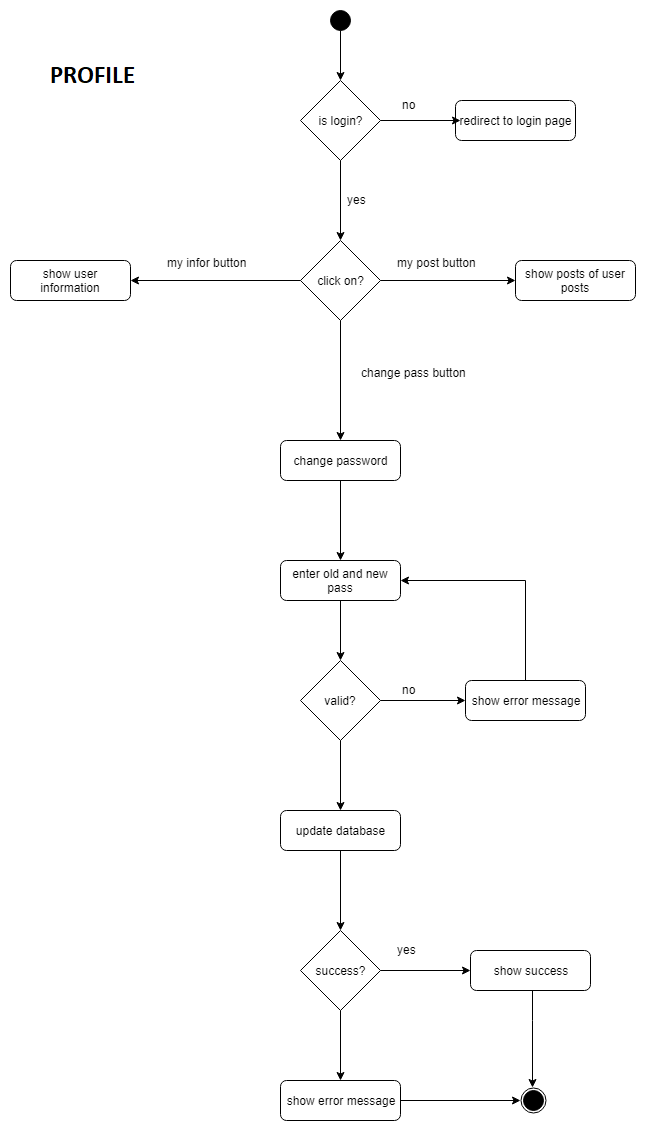 PROFILE
is login?
no
redirect to login page
yes
my infor button
my post button
show user
information
click on?
show posts of user
posts
change pass button
change password
enter old and new
pass
valid?
no
show error message
update database
success?
yes
show success
show error message